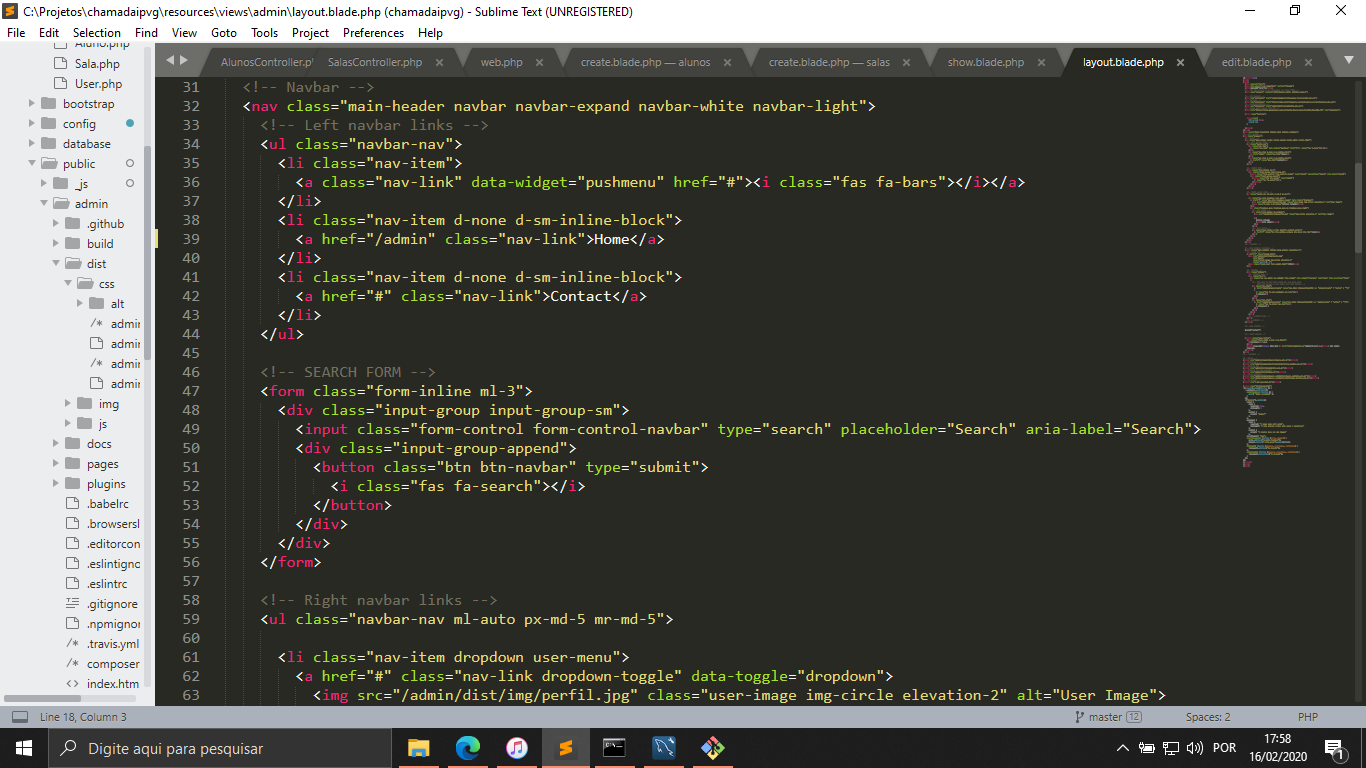 C:\Projetos\chamadaipvg\resources\views\admin\layout.blade.php (chamadaipvg) - Sublime Text (UNREGISTERED)
File Edit Selection Find View Goto Tools Project Preferences Help
AlunosController.p SalasController.php × web.php × create.blade.php — alunos × create.blade.php — salas × show.blade.php × layout.blade.php × edit.blade.php ×
Aluno.php
Sala.php
User.php
bootstrap
config
database
public
_js
admin
.github
build
dist
css
alt
/* admir
admir
/* admir
admir
img
js
docs
pages
plugins
.babelrc
.browsersl
.editorcon
.eslintigno
.eslintrc
.gitignore
.npmignor
/* .travis.yml
/* composer
<> index.htm
31 <!-- Navbar -->
32 <nav class="main-header navbar navbar-expand navbar-white navbar-light">
33 <!-- Left navbar links -->
34 <ul class="navbar-nav">
35 <li class="nav-item">
36 <a class="nav-link" data-widget="pushmenu" href="#"><i class="fas fa-bars"></i></a>
37 </li>
38 <li class="nav-item d-none d-sm-inline-block">
39 <a href="/admin" class="nav-link">Home</a>
40 </li>
41 <li class="nav-item d-none d-sm-inline-block">
42 <a href="#" class="nav-link">Contact</a>
43 </li>
44 </ul>
45
46 <!-- SEARCH FORM -->
47 <form class="form-inline ml-3">
48 <div class="input-group input-group-sm">
49 <input class="form-control form-control-navbar" type="search" placeholder="Search" aria-label="Search">
50 <div class="input-group-append">
51 <button class="btn btn-navbar" type="submit">
52 <i class="fas fa-search"></i>
53 </button>
54 </div>
55 </div>
56 </form>
57
58 <!-- Right navbar links -->
59 <ul class="navbar-nav ml-auto px-md-5 mr-md-5">
60
61 <li class="nav-item dropdown user-menu">
62 <a href="#" class="nav-link dropdown-toggle" data-toggle="dropdown">
63 <img src="/admin/dist/img/perfil.jpg" class="user-image img-circle elevation-2" alt="User Image">
Line 18, Column 3 master 12 Spaces: 2 PHP
Digite aqui para pesquisar
POR
17:58
16/02/2020
1